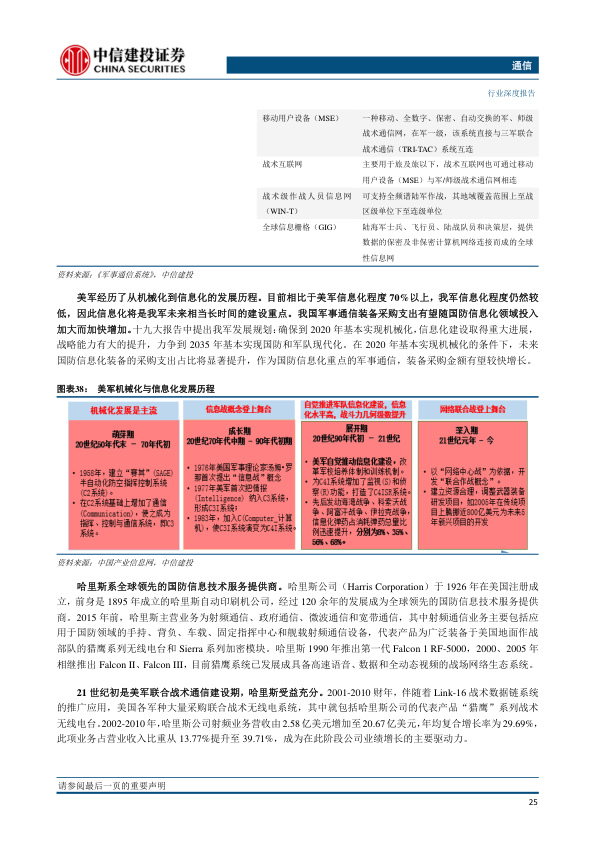 中信建投证券
CHINA SECURITIES
通信
行业深度报告
移动用户设备（MSE） 一种移动、全数字、保密、自动交换的军、师级
战术通信网，在军一级，该系统直接与三军联合
战术通信（TRI-TAC）系统互连
战术互联网 主要用于旅及旅以下，战术互联网也可通过移动
用户设备（MSE）与军/师级战术通信网相连
战术级作战人员信息网 可支持全频谱陆军作战，其地域覆盖范围上至战
（WIN-T） 区级单位下至连级单位
全球信息栅格（GIG） 陆海军士兵、飞行员、陆战队员和决策层，提供
数据的保密及非保密计算机网络连接而成的全球
性信息网
资料来源：《军事通信系统》，中信建投
美军经历了从机械化到信息化的发展历程。目前相比于美军信息化程度 70%以上，我军信息化程度仍然较
低，因此信息化将是我军未来相当长时间的建设重点。我国军事通信装备采购支出有望随国防信息化领域投入
加大而加快增加。十九大报告中提出我军发展规划：确保到 2020 年基本实现机械化，信息化建设取得重大进展，
战略能力有大的提升，力争到 2035 年基本实现国防和军队现代化。在 2020 年基本实现机械化的条件下，未来
国防信息化装备的采购支出占比将显著提升，作为国防信息化重点的军事通信，装备采购金额有望较快增长。
图表38： 美军机械化与信息化发展历程
机械化发展是主流
萌芽期
20世纪50年代末 - 70年代初
• 1958年，建立“赛其”(SAGE)
半自动化防空指挥控制系统
(C2系统)。
• 在C2系统基础上增加了通信
(Communication)，使之成为
指挥、控制与通信系统，即C3
系统。
信息战概念登上舞台
成长期
20世纪70年代中期 - 90年代初期
• 1976年美国军事理论家汤姆•罗
那首次提出“信息战”概念
• 1977年美军首次把情报
(Intelligence) 纳入C3系统，
形成C3I系统；
• 1983年，加入C(Computer_计算
机)，使C3I系统演变为C4I系统。
自觉推进军队信息化建设，信息
化水平高，战斗力几何级数提升
展开期
20世纪90年代初 - 21世纪
• 美军自觉推动信息化建设，改
革军校培养体制和训练机制。
• 为C4I系统增加了监视(S)和侦
察(R)功能，打造了C4ISR系统。
• 先后发动海湾战争、科索沃战
争、阿富汗战争、伊拉克战争，
信息化弹药占消耗弹药总量比
例迅速提升，分别为8%、35%、
56%、68%。
网络联合战登上舞台
深入期
21世纪元年 - 今
• 以“网络中心战”为依据，开
发“联合作战概念”。
• 建立资源合理，调整武器装备
研发项目，如2005年在传统项
目上腾挪近800亿美元为未来5
年新兴项目的开发
资料来源：中国产业信息网，中信建投
哈里斯系全球领先的国防信息技术服务提供商。哈里斯公司（Harris Corporation）于 1926 年在美国注册成
立，前身是 1895 年成立的哈里斯自动印刷机公司，经过 120 余年的发展成为全球领先的国防信息技术服务提供
商。2015 年前，哈里斯主营业务为射频通信、政府通信、微波通信和宽带通信，其中射频通信业务主要包括应
用于国防领域的手持、背负、车载、固定指挥中心和舰载射频通信设备，代表产品为广泛装备于美国地面作战
部队的猎鹰系列无线电台和 Sierra 系列加密模块。哈里斯 1990 年推出第一代 Falcon 1 RF-5000，2000、2005 年
相继推出 Falcon II、Falcon III，目前猎鹰系统已发展成具备高速语音、数据和全动态视频的战场网络生态系统。
21 世纪初是美军联合战术通信建设期，哈里斯受益充分。2001-2010 财年，伴随着 Link-16 战术数据链系统
的推广应用，美国各军种大量采购联合战术无线电系统，其中就包括哈里斯公司的代表产品“猎鹰”系列战术
无线电台。2002-2010 年，哈里斯公司射频业务营收由 2.58 亿美元增加至 20.67 亿美元，年均复合增长率为 29.69%，
此项业务占营业收入比重从 13.77%提升至 39.71%，成为在此阶段公司业绩增长的主要驱动力。
请参阅最后一页的重要声明
25